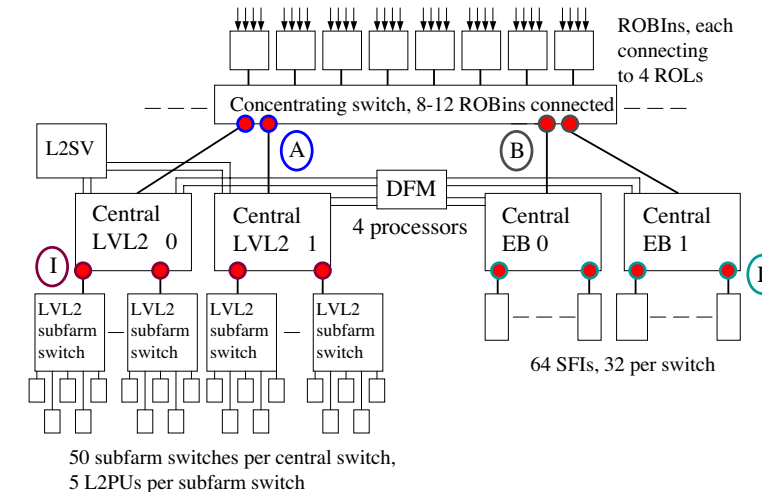 ROBIns, each
connecting
to 4 ROLs
Concentrating switch, 8-12 ROBins connected
A
B
L2SV
DFM
4 processors
Central
LVL2 0
Central
LVL2 1
Central
EB 0
Central
EB 1
I
LVL2
subfarm
switch
LVL2
subfarm
switch
LVL2
subfarm
switch
LVL2
subfarm
switch
64 SFIs, 32 per switch
50 subfarm switches per central switch,
5 L2PUs per subfarm switch